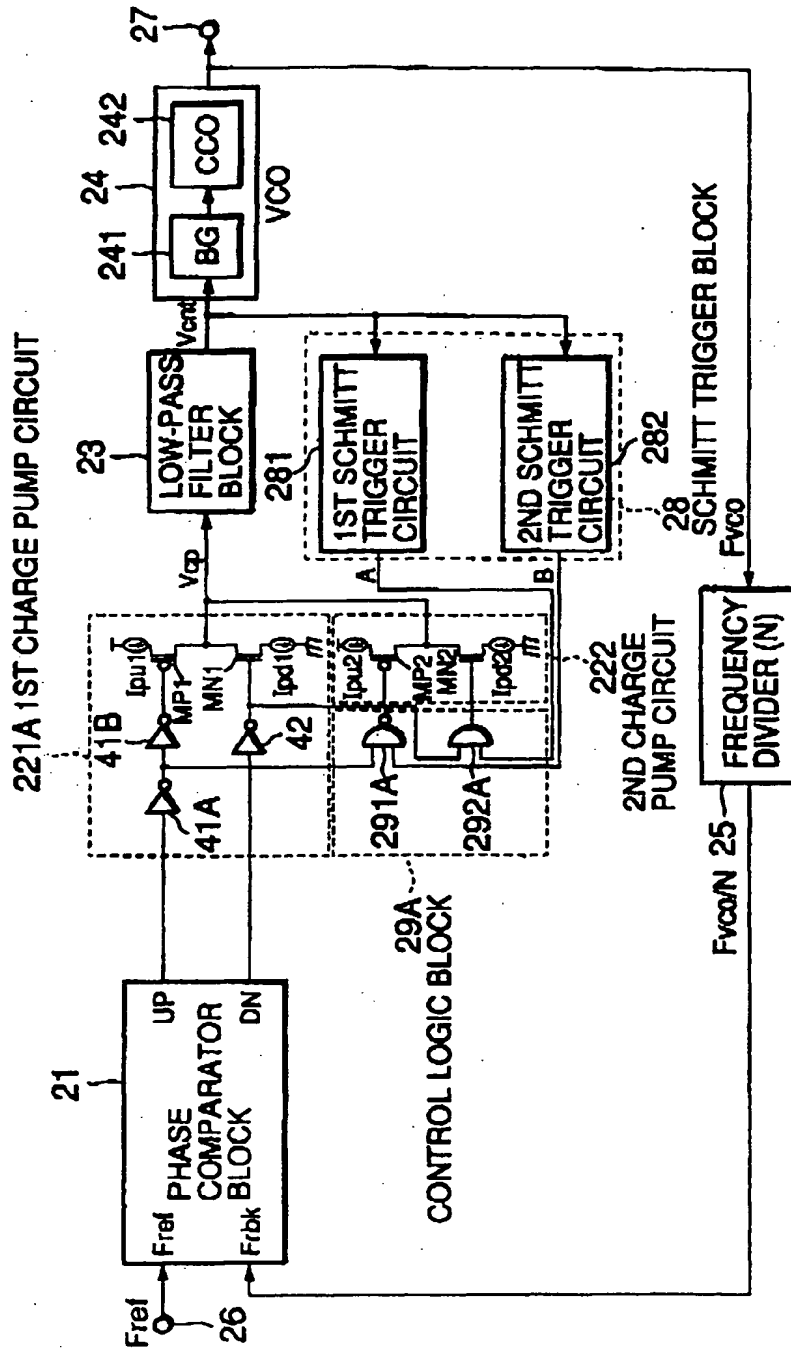 Fref
26
21
Fref
Frbk
PHASE
COMPARATOR
BLOCK
UP
DN
221A 1ST CHARGE PUMP CIRCUIT
41A
41B
42
Ipu1
MP1
MN1
Ipd1
Vcp
29A
CONTROL LOGIC BLOCK
291A
292A
Ipu2
MP2
MN2
Ipd2
222
2ND CHARGE
PUMP CIRCUIT
23
LOW-PASS
FILTER
BLOCK
Vcnt
281
1ST SCHMITT
TRIGGER
CIRCUIT
A
2ND SCHMITT
TRIGGER
CIRCUIT
B
282
28
SCHMITT TRIGGER BLOCK
241
24
242
BG
CCO
VCO
27
Fvco
FREQUENCY
DIVIDER (N)
Fvco/N
25